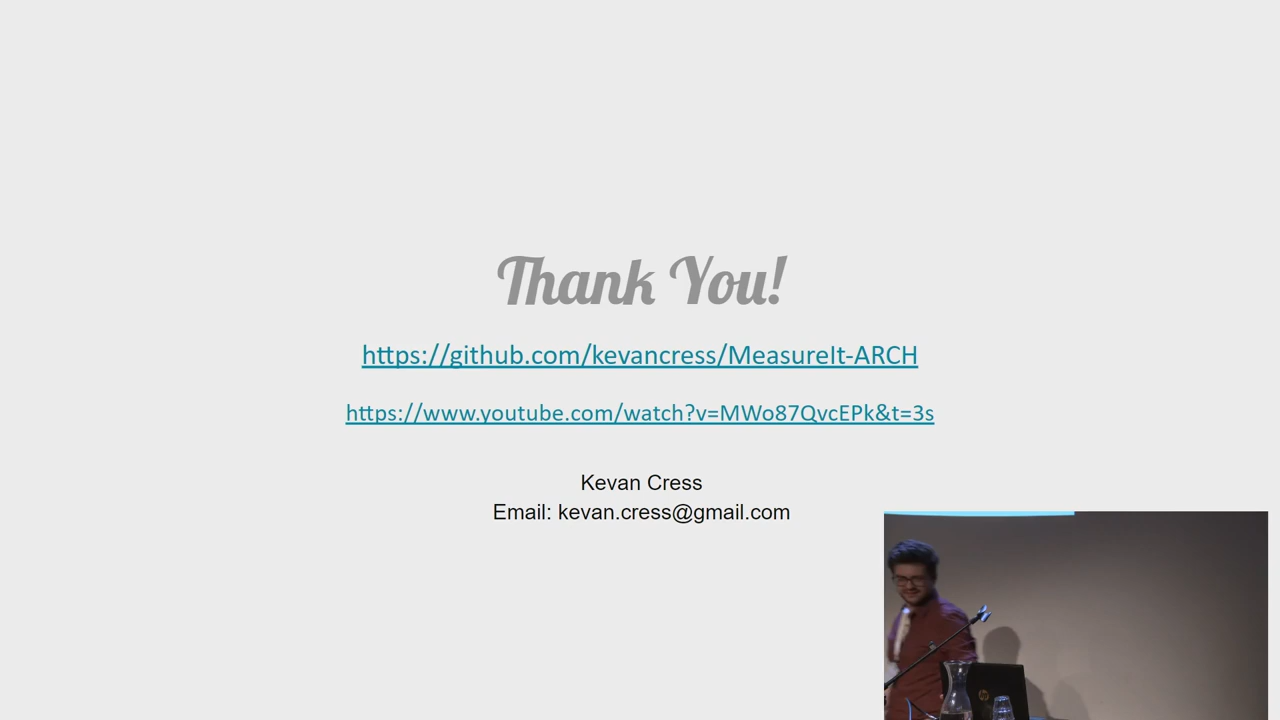 Thank You!
https://github.com/kevancress/MeasureIt-ARCH
https://www.youtube.com/watch?v=MWo87QvcEPk&t=3s
Kevan Cress
Email: kevan.cress@gmail.com
hp